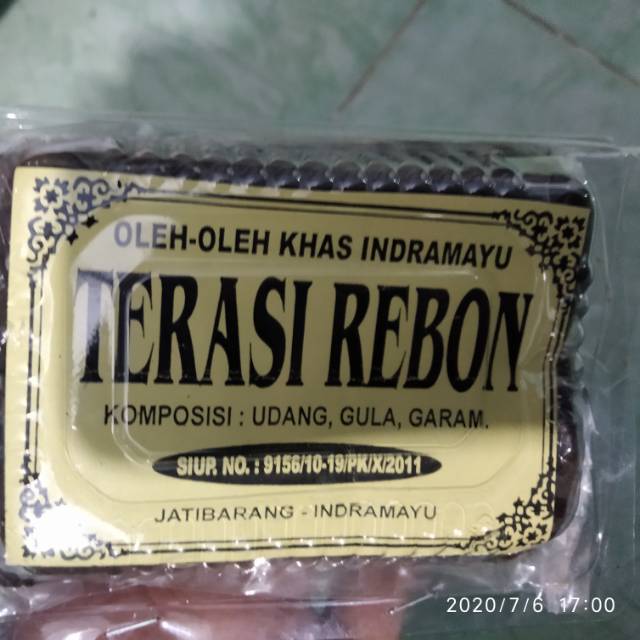 OLEH-OLEH KHAS INDRAMAYU
TERASI REBON
KOMPOSISI : UDANG, GULA, GARAM.
SIUP. NO. : 9156/10-19/PK/X/2011
JATIBARANG - INDRAMAYU
2020/7/6 17:00